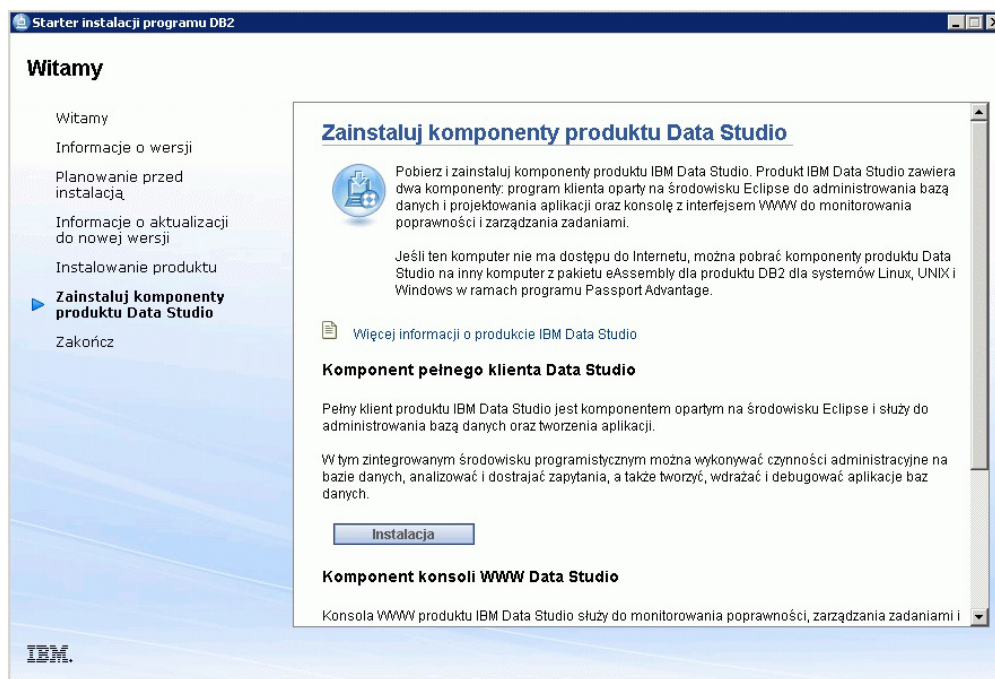 Starter instalacji programu DB2
Witamy
Witamy
Informacje o wersji
Planowanie przed
instalacją
Informacje o aktualizacji
do nowej wersji
Instalowanie produktu
Zainstaluj komponenty
produktu Data Studio
Zakończ
Zainstaluj komponenty produktu Data Studio
Pobierz i zainstaluj komponenty produktu IBM Data Studio. Produkt IBM Data Studio zawiera
dwa komponenty: program klienta oparty na środowisku Eclipse do administrowania bazą
danych i projektowania aplikacji oraz konsolę z interfejsem WWW do monitorowania
poprawności i zarządzania zadaniami.
Jeśli ten komputer nie ma dostępu do Internetu, można pobrać komponenty produktu Data
Studio na inny komputer z pakietu eAssembly dla produktu DB2 dla systemów Linux, UNIX i
Windows w ramach programu Passport Advantage.
Więcej informacji o produkcie IBM Data Studio
Komponent pełnego klienta Data Studio
Pełny klient produktu IBM Data Studio jest komponentem opartym na środowisku Eclipse i służy do
administrowania bazą danych oraz tworzenia aplikacji.
W tym zintegrowanym środowisku programistycznym można wykonywać czynności administracyjne na
bazie danych, analizować i dostrajać zapytania, a także tworzyć, wdrażać i debugować aplikacje baz
danych.
Instalacja
Komponent konsoli WWW Data Studio
Konsola WWW produktu IBM Data Studio służy do monitorowania poprawności, zarządzania zadaniami i
IBM.